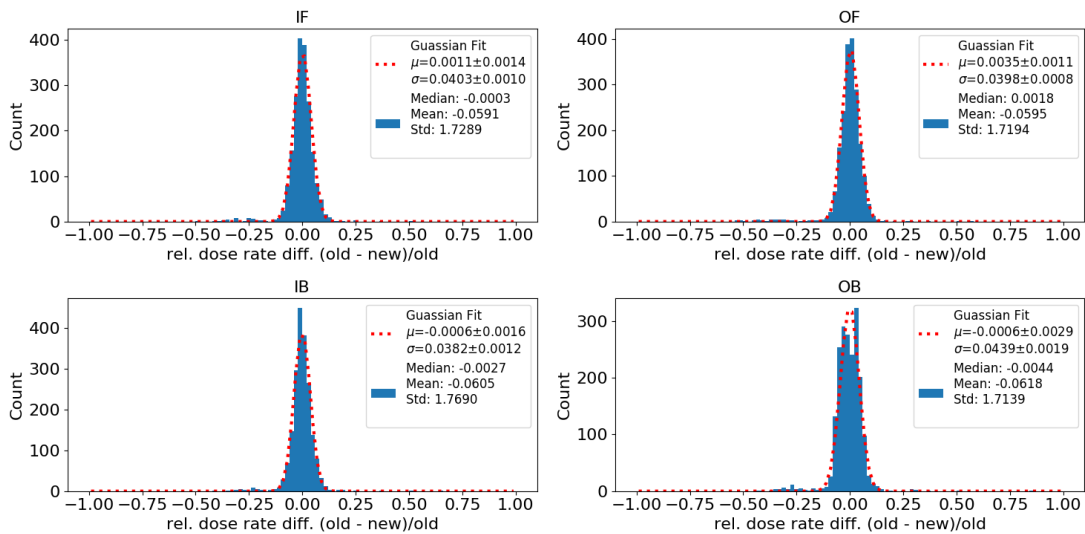 IF
400
300
200
100
0
Count
Guassian Fit
μ=0.0011±0.0014
σ=0.0403±0.0010
Median: -0.0003
Mean: -0.0591
Std: 1.7289
−1.00 −0.75 −0.50 −0.25 0.00 0.25 0.50 0.75 1.00
rel. dose rate diff. (old - new)/old
OF
400
300
200
100
0
Count
Guassian Fit
μ=0.0035±0.0011
σ=0.0398±0.0008
Median: 0.0018
Mean: -0.0595
Std: 1.7194
−1.00 −0.75 −0.50 −0.25 0.00 0.25 0.50 0.75 1.00
rel. dose rate diff. (old - new)/old
IB
400
300
200
100
0
Count
Guassian Fit
μ=-0.0006±0.0016
σ=0.0382±0.0012
Median: -0.0027
Mean: -0.0605
Std: 1.7690
−1.00 −0.75 −0.50 −0.25 0.00 0.25 0.50 0.75 1.00
rel. dose rate diff. (old - new)/old
OB
300
200
100
0
Count
Guassian Fit
μ=-0.0006±0.0029
σ=0.0439±0.0019
Median: -0.0044
Mean: -0.0618
Std: 1.7139
−1.00 −0.75 −0.50 −0.25 0.00 0.25 0.50 0.75 1.00
rel. dose rate diff. (old - new)/old